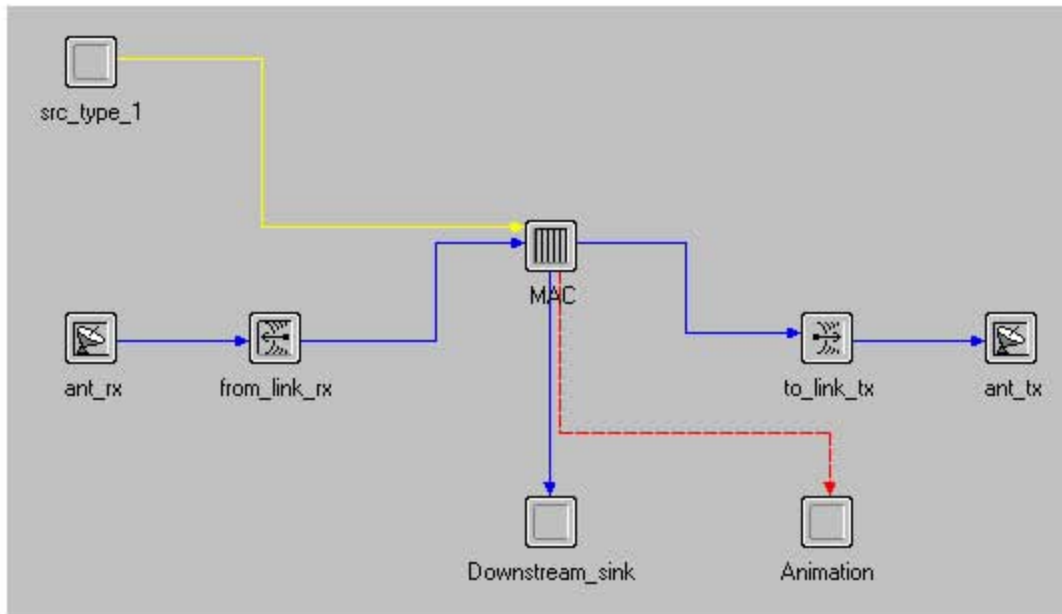 src_type_1
MAC
ant_rx
from_link_rx
to_link_tx
ant_tx
Downstream_sink
Animation